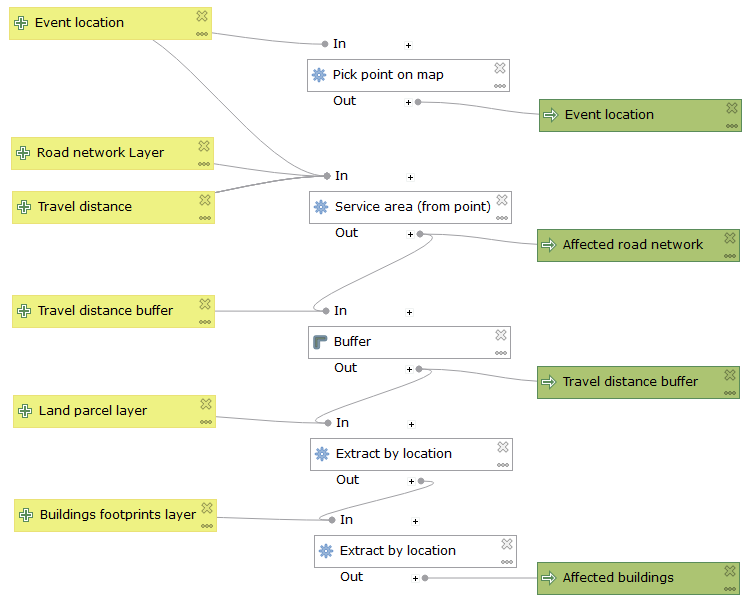 Event location
In
Pick point on map
Out
Event location
Road network Layer
In
Travel distance
Service area (from point)
Out
Affected road network
Travel distance buffer
In
Buffer
Out
Travel distance buffer
Land parcel layer
In
Extract by location
Out
Buildings footprints layer
In
Extract by location
Out
Affected buildings